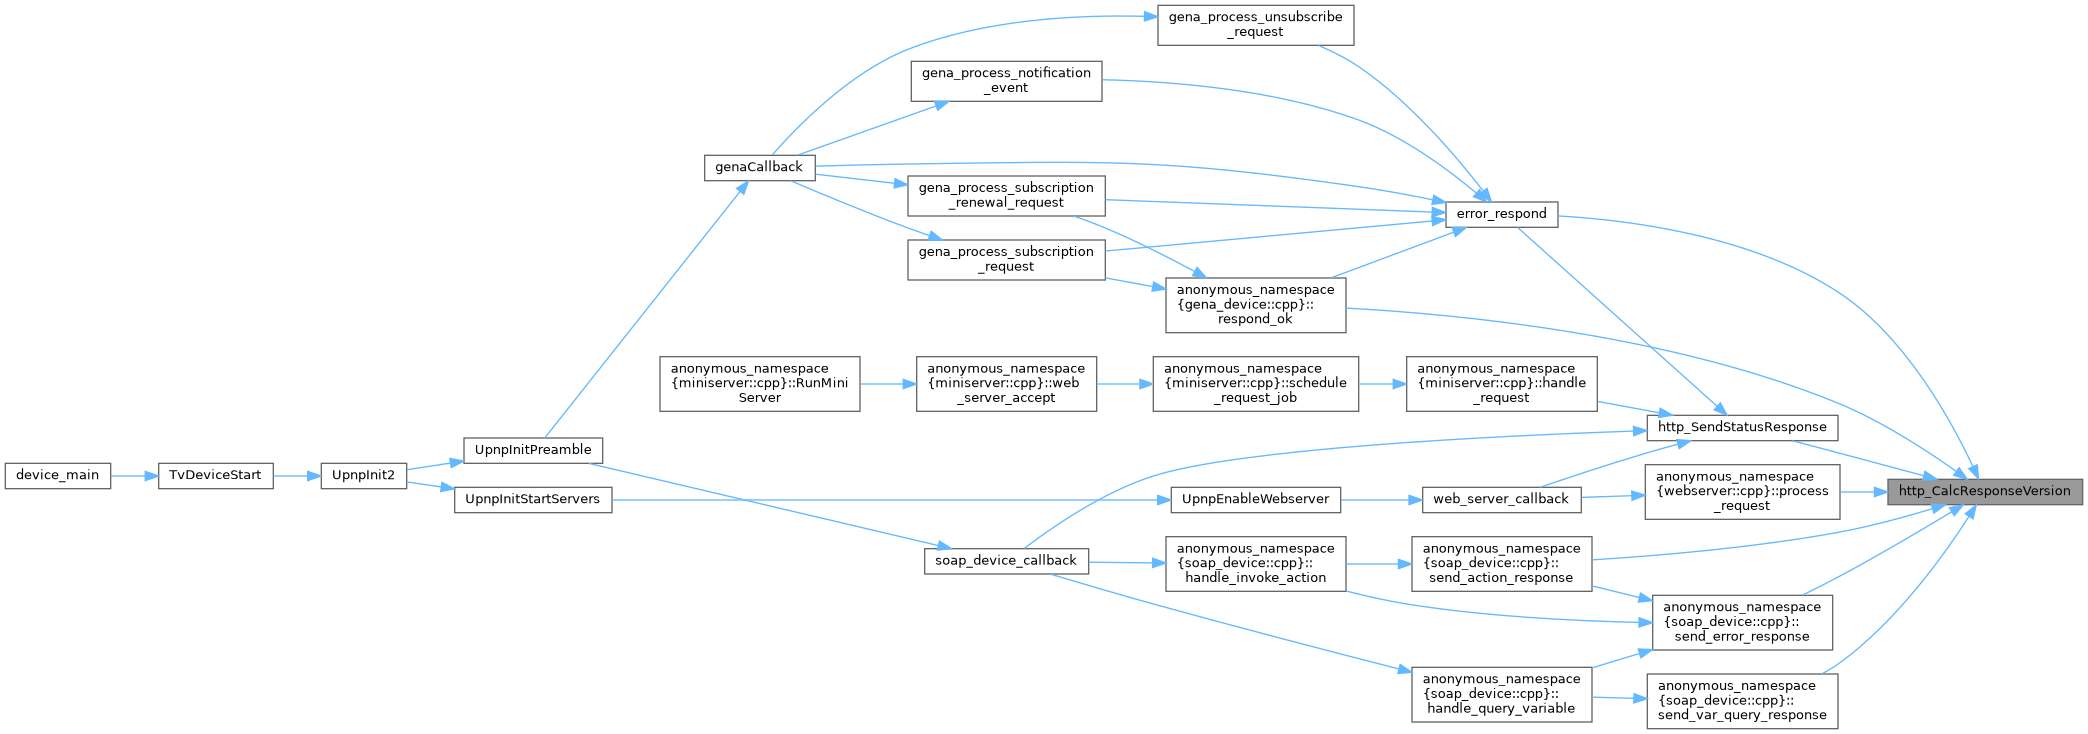 gena_process_unsubscribe
_request
gena_process_notification
_event
genaCallback
gena_process_subscription
_renewal_request
error_respond
gena_process_subscription
_request
anonymous_namespace
{gena_device::cpp}::
respond_ok
anonymous_namespace
{miniserver::cpp}::RunMini
Server
anonymous_namespace
{miniserver::cpp}::web
_server_accept
anonymous_namespace
{miniserver::cpp}::schedule
_request_job
anonymous_namespace
{miniserver::cpp}::handle
_request
http_SendStatusResponse
UpnpInitPreamble
device_main
TvDeviceStart
UpnpInit2
UpnpInitStartServers
UpnpEnableWebserver
web_server_callback
anonymous_namespace
{webserver::cpp}::process
_request
http_CalcResponseVersion
soap_device_callback
anonymous_namespace
{soap_device::cpp}::
handle_invoke_action
anonymous_namespace
{soap_device::cpp}::
send_action_response
anonymous_namespace
{soap_device::cpp}::
send_error_response
anonymous_namespace
{soap_device::cpp}::
handle_query_variable
anonymous_namespace
{soap_device::cpp}::
send_var_query_response